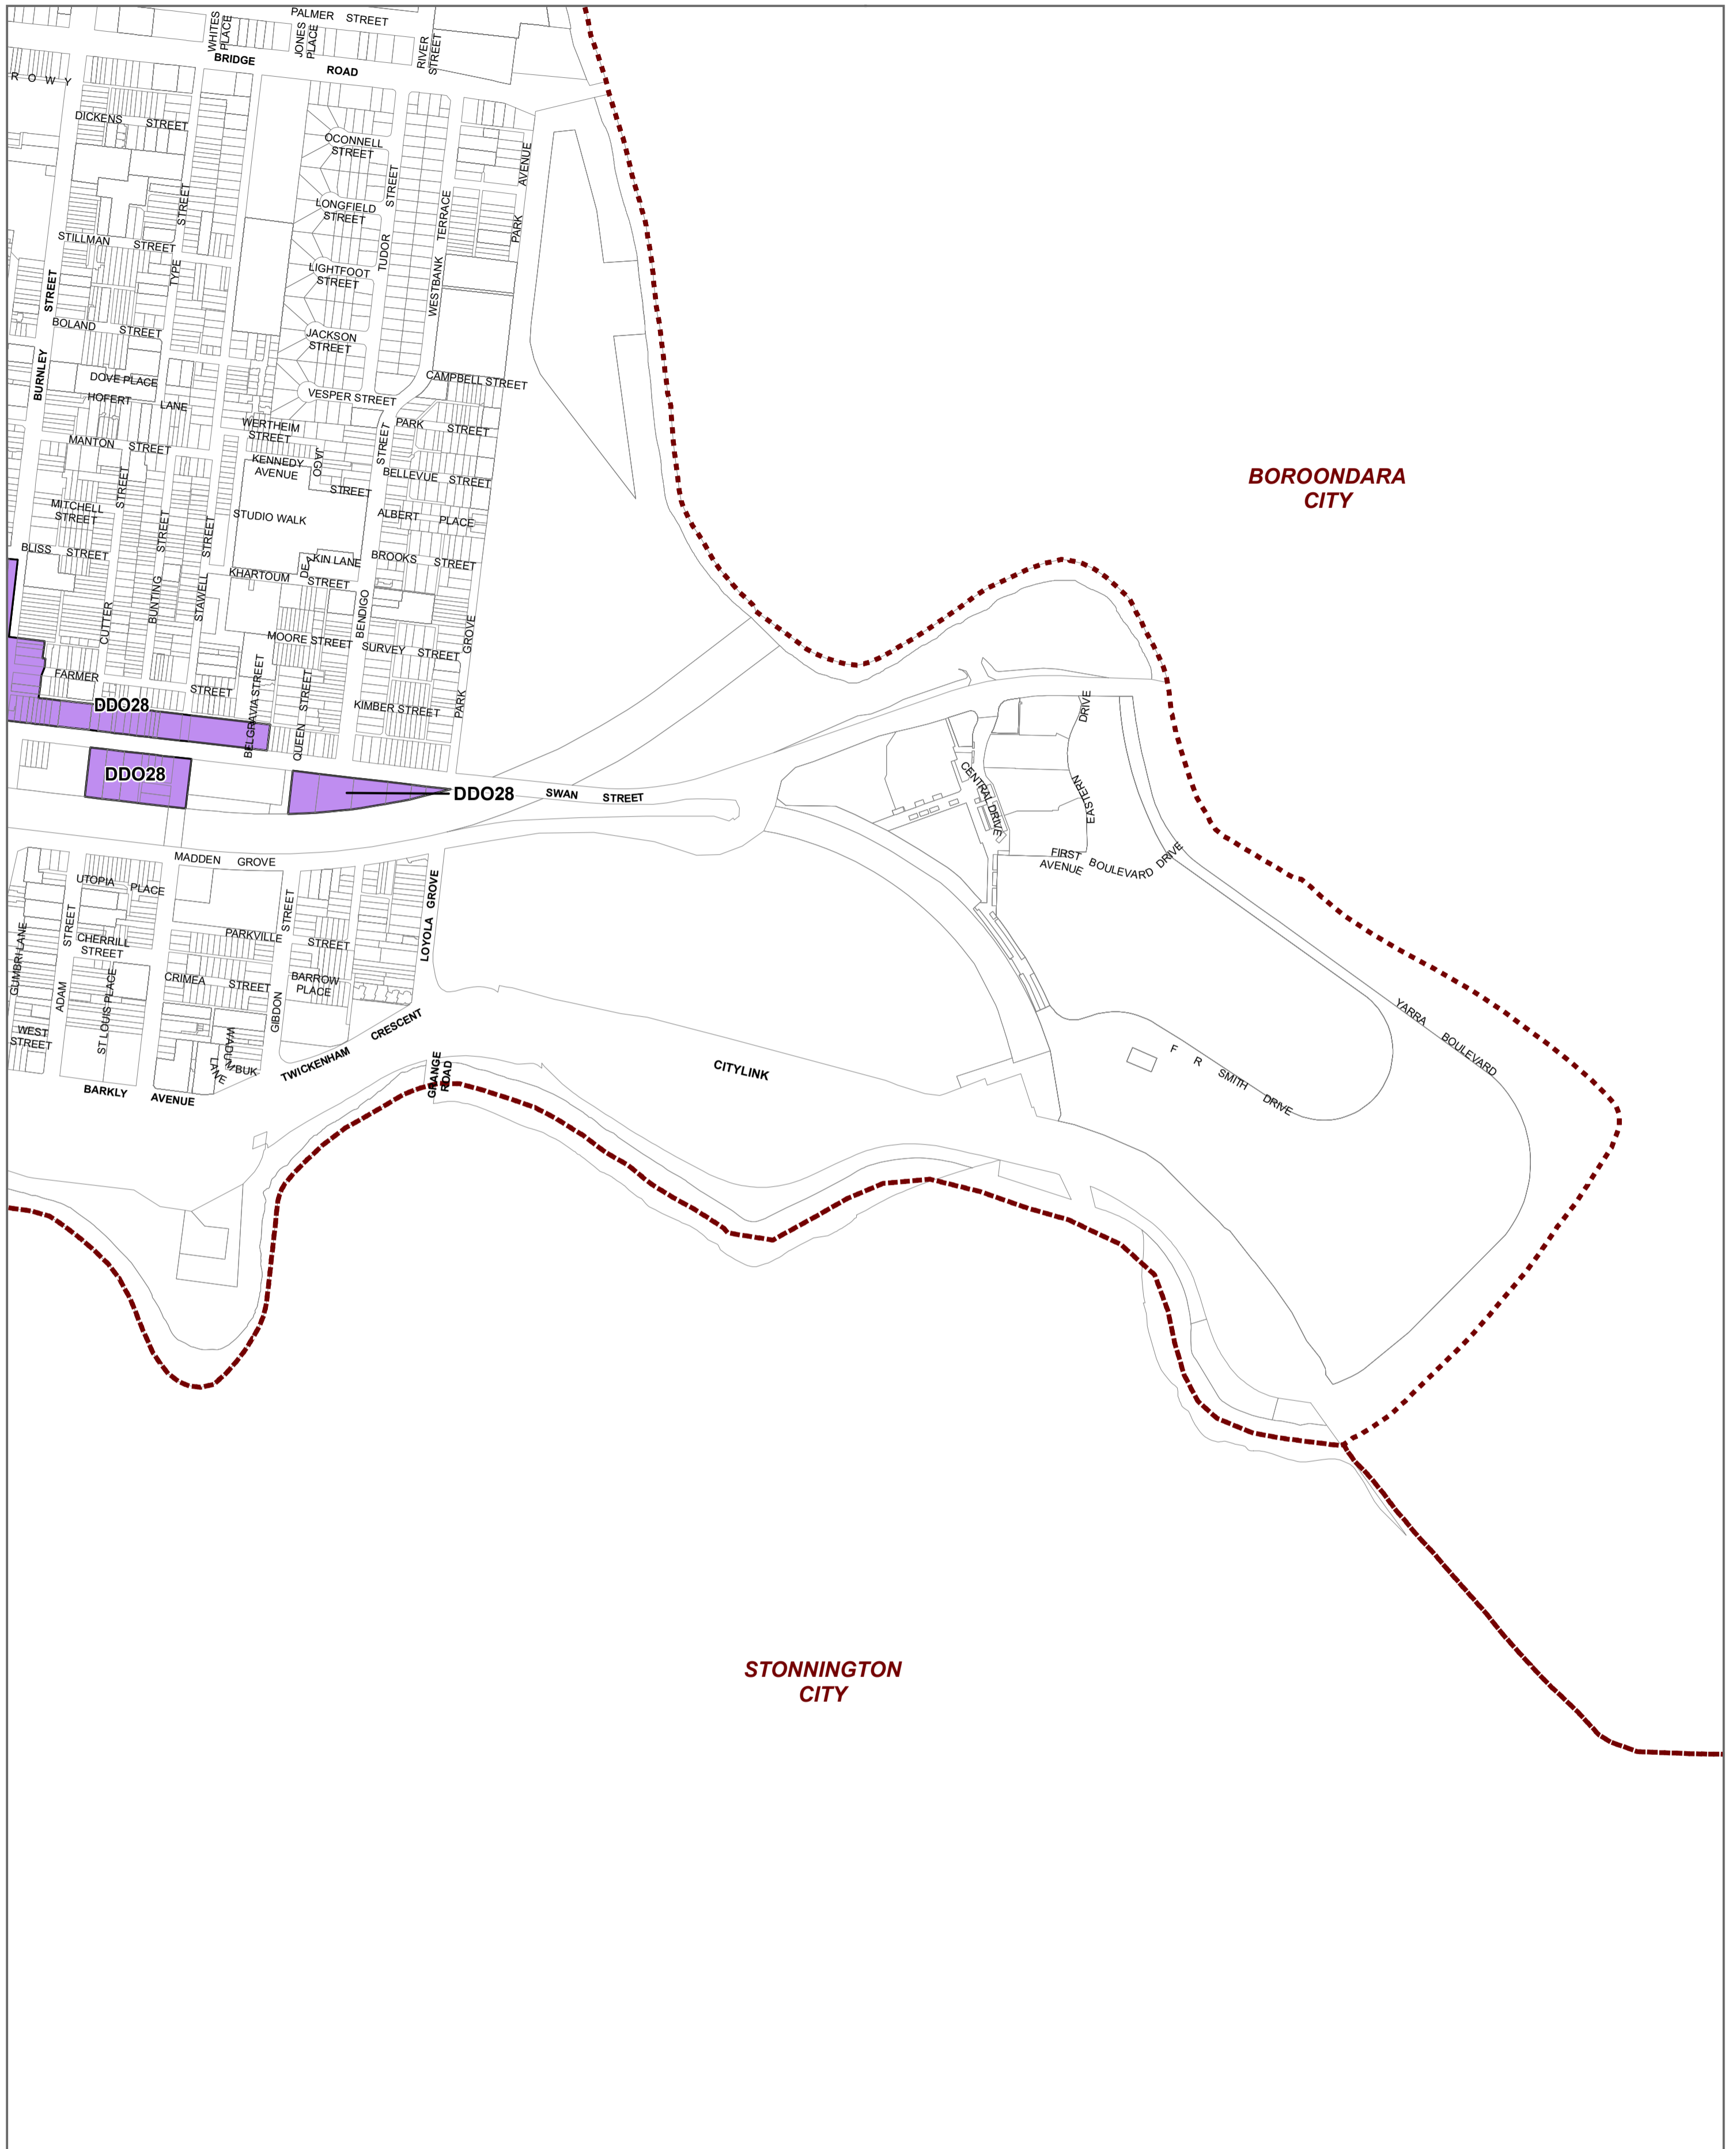 PALMER STREET
WHITES
PLACE
JONES
PLACE
RIVER
STREET
BRIDGE ROAD
R O W Y
DICKENS STREET
OCONNELL
STREET
AVENUE
STREET
STREET
LONGFIELD
STREET
TERRACE
PARK
STILLMAN STREET
TUDOR
TYPE
LIGHTFOOT
STREET
WESTBANK
STREET
BOLAND STREET
JACKSON
STREET
BURNLEY
DOVE PLACE
CAMPBELL STREET
HOFERT LANE
VESPER STREET
WERTHEIM
STREET
PARK STREET
MANTON STREET
STREET
KENNEDY
AVENUE
JAGO
STREET
BELLEVUE STREET
BOROONDARA
CITY
STREET
MITCHELL
STREET
STREET
STREET
STUDIO WALK
ALBERT PLACE
BLISS STREET
DEAKIN LANE
BROOKS STREET
KHARTOUM STREET
BUNTING
STAWELL
CUTTER
BENDIGO
MOORE STREET
SURVEY STREET
GROVE
FARMER STREET
BELGRAVIA STREET
STREET
QUEEN
KIMBER STREET
PARK
DRIVE
DDO28
DDO28
DDO28
SWAN STREET
CENTRAL DRIVE
EASTERN
MADDEN GROVE
FIRST
AVENUE
BOULEVARD DRIVE
UTOPIA PLACE
LOYOLA GROVE
STREET
STREET
GUMBRI LANE
CHERRILL
STREET
PARKVILLE STREET
CRIMEA STREET
BARROW
PLACE
ADAM
ST LOUIS PLACE
GIBDON
YARRA BOULEVARD
WEST
STREET
WADUMBUK
LANE
TWICKENHAM CRESCENT
GRANGE
ROAD
CITYLINK
F R SMITH DRIVE
BARKLY AVENUE
STONNINGTON
CITY